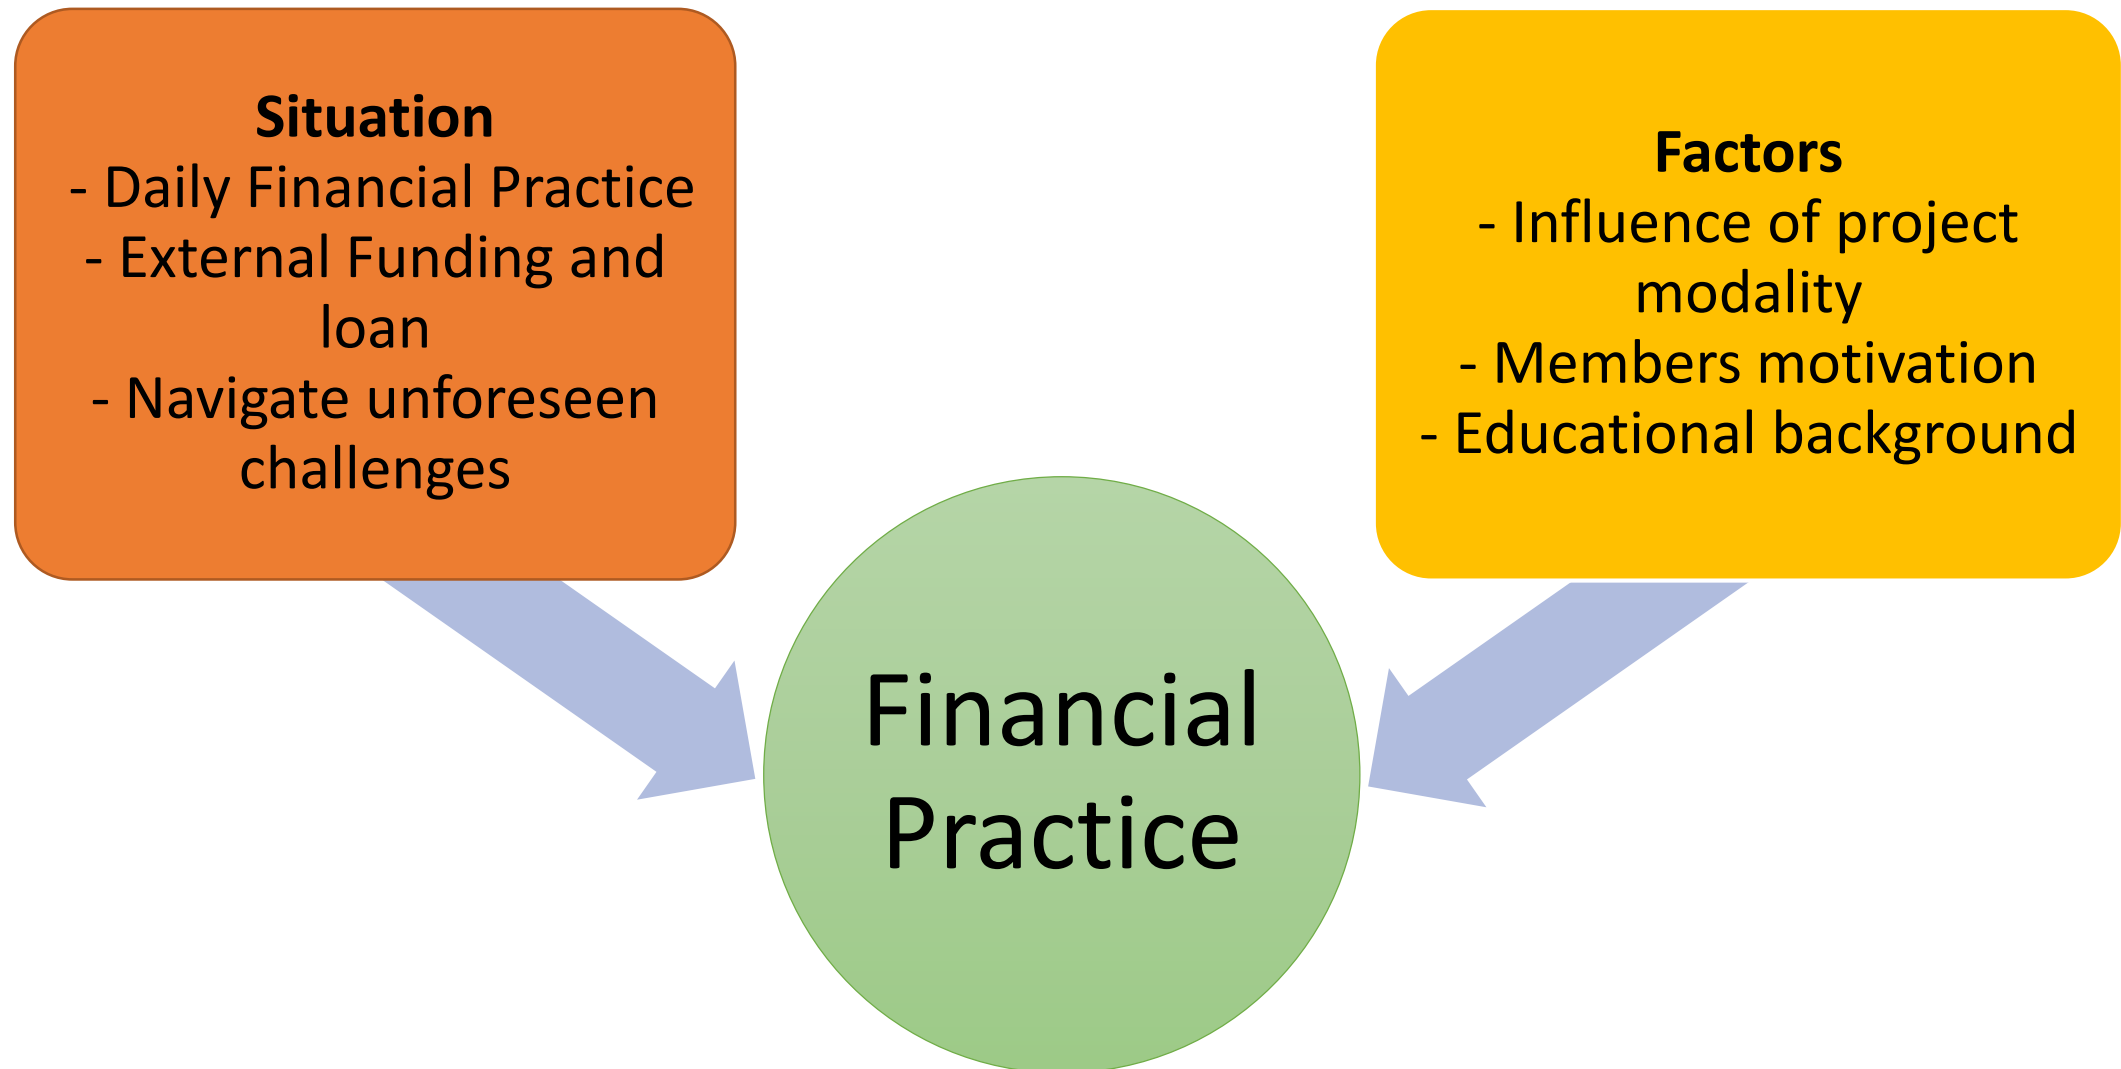 Situation
- Daily Financial Practice
- External Funding and
loan
- Navigate unforeseen
challenges
Factors
- Influence of project
modality
- Members motivation
- Educational background
Financial
Practice